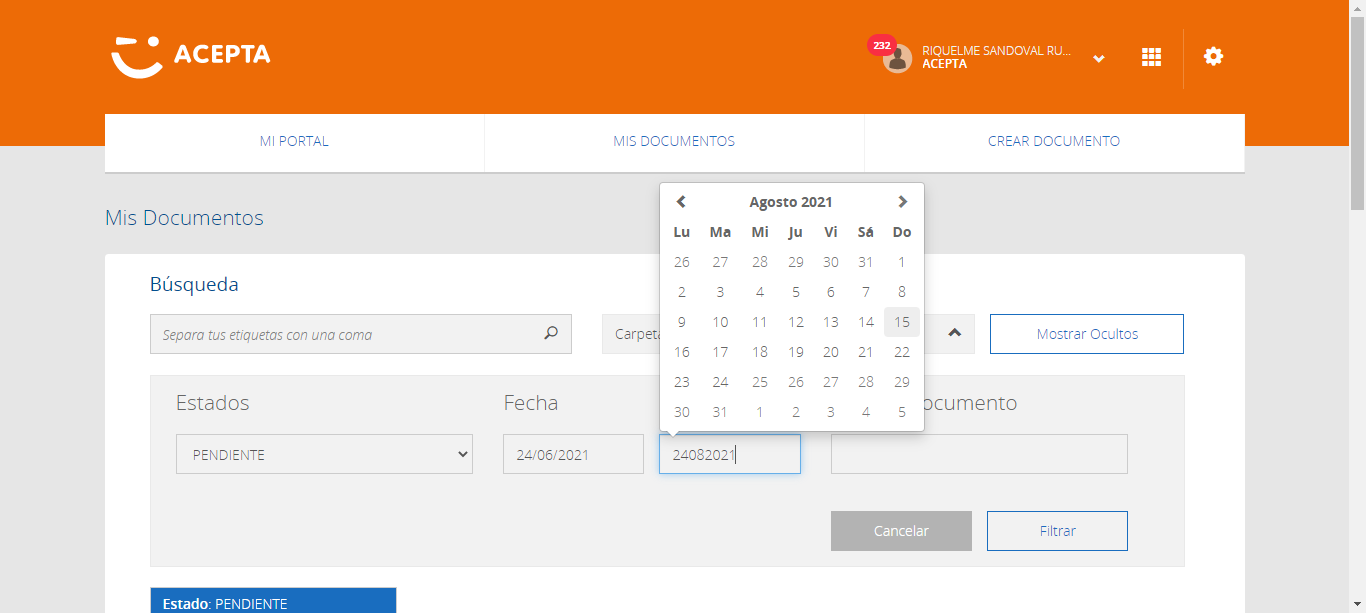 ACEPTA
232
RIQUELME SANDOVAL RU...
ACEPTA
MI PORTAL
MIS DOCUMENTOS
CREAR DOCUMENTO
Mis Documentos
Agosto 2021
Lu Ma Mi Ju Vi Sá Do
26 27 28 29 30 31 1
2 3 4 5 6 7 8
9 10 11 12 13 14 15
16 17 18 19 20 21 22
23 24 25 26 27 28 29
30 31 1 2 3 4 5
Búsqueda
Separa tus etiquetas con una coma
Carpeta
Mostrar Ocultos
Estados
Fecha
ocumento
PENDIENTE
24/06/2021
24082021
Cancelar
Filtrar
Estado: PENDIENTE